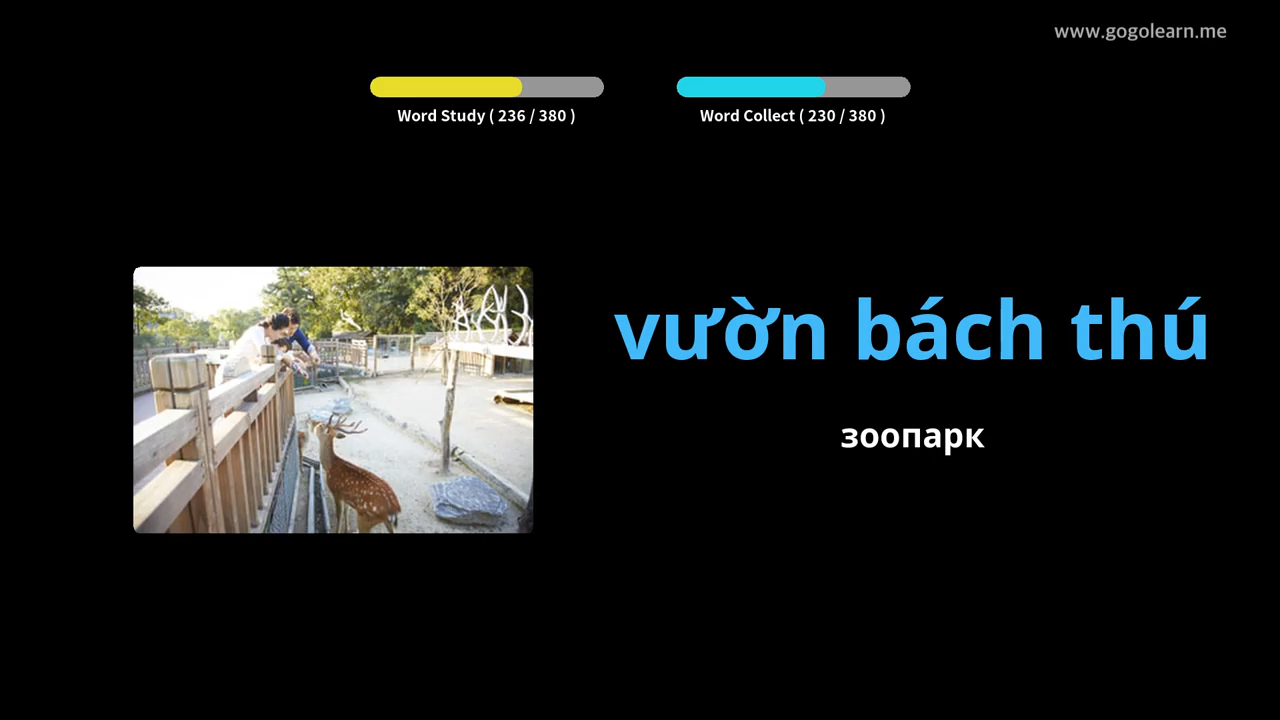 www.gogolearn.me
Word Study ( 236 / 380 )
Word Collect ( 230 / 380 )
vườn bách thú
зоопарк